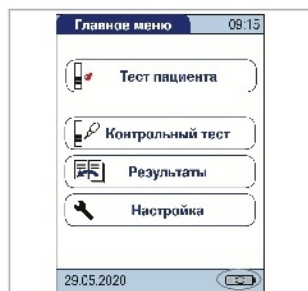 Главное меню 09:15
Тест пациента
Контрольный тест
Результаты
Настройка
29.05.2020